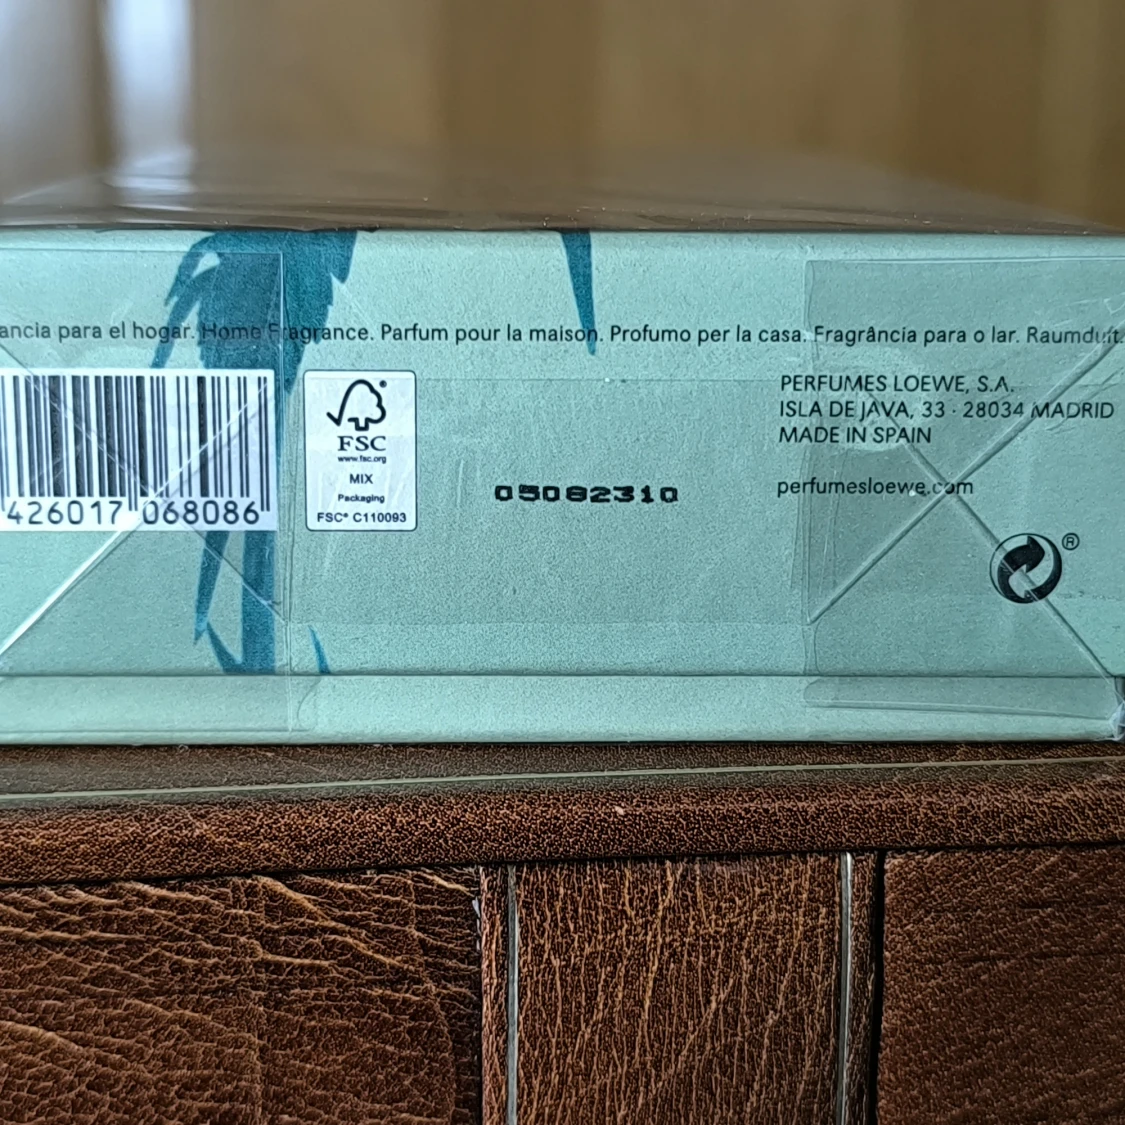 ancia para el hogar. Home Fragrance. Parfum pour la maison. Profumo per la casa. Fragrância para o lar. Raumduft.
426017 068086
FSC
www.fsc.org
MIX
Packaging
FSC® C110093
05082310
PERFUMES LOEWE, S.A.
ISLA DE JAVA, 33 · 28034 MADRID
MADE IN SPAIN
perfumesloewe.com